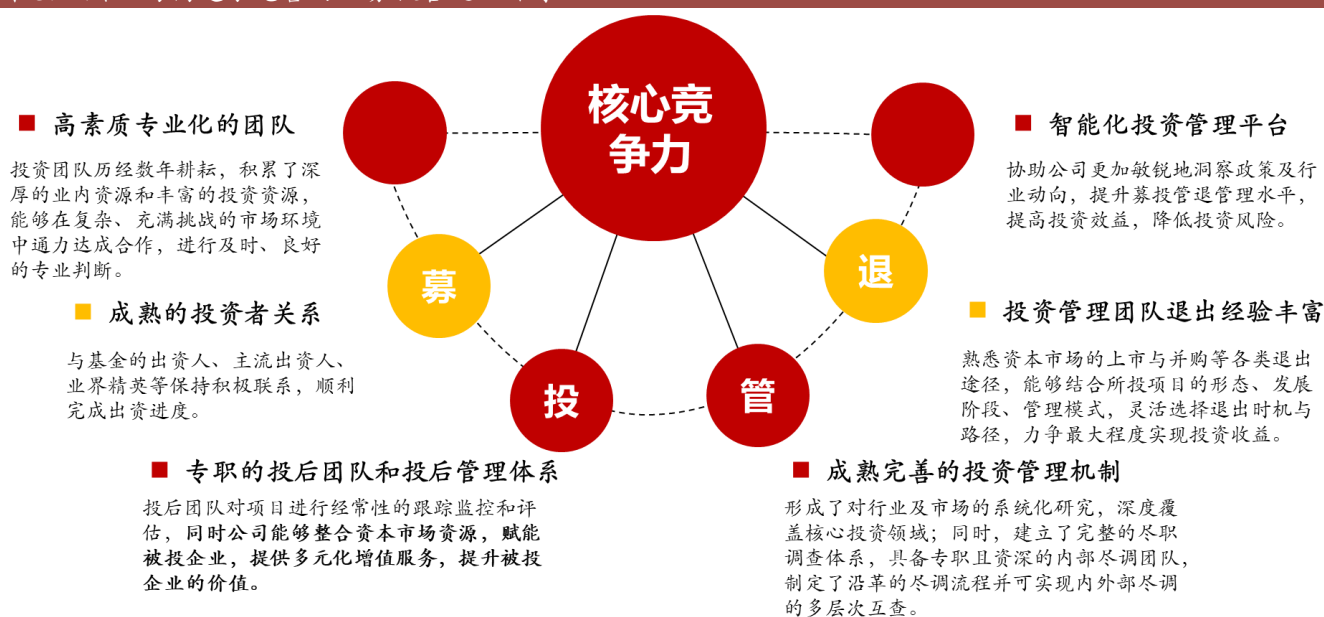 核心竞
争力
■ 高素质专业化的团队
投资团队历经数年耕耘，积累了深
厚的业内资源和丰富的投资资源，
能够在复杂、充满挑战的市场环境
中通力达成合作，进行及时、良好
的专业判断。
■ 智能化投资管理平台
协助公司更加敏锐地洞察政策及行
业动向，提升募投管退管理水平，
提高投资效益，降低投资风险。
募
退
■ 成熟的投资者关系
与基金的出资人、主流出资人、
业界精英等保持积极联系，顺利
完成出资进度。
■ 投资管理团队退出经验丰富
熟悉资本市场的上市与并购等各类退出
途径，能够结合所投项目的形态、发展
阶段、管理模式，灵活选择退出时机与
路径，力争最大程度实现投资收益。
投
管
■ 专职的投后团队和投后管理体系
投后团队对项目进行经常性的跟踪监控和评
估，同时公司能够整合资本市场资源，赋能
被投企业，提供多元化增值服务，提升被投
企业的价值。
■ 成熟完善的投资管理机制
形成了对行业及市场的系统化研究，深度覆
盖核心投资领域；同时，建立了完整的尽职
调查体系，具备专职且资深的内部尽调团队，
制定了沿革的尽调流程并可实现内外部尽调
的多层次互查。